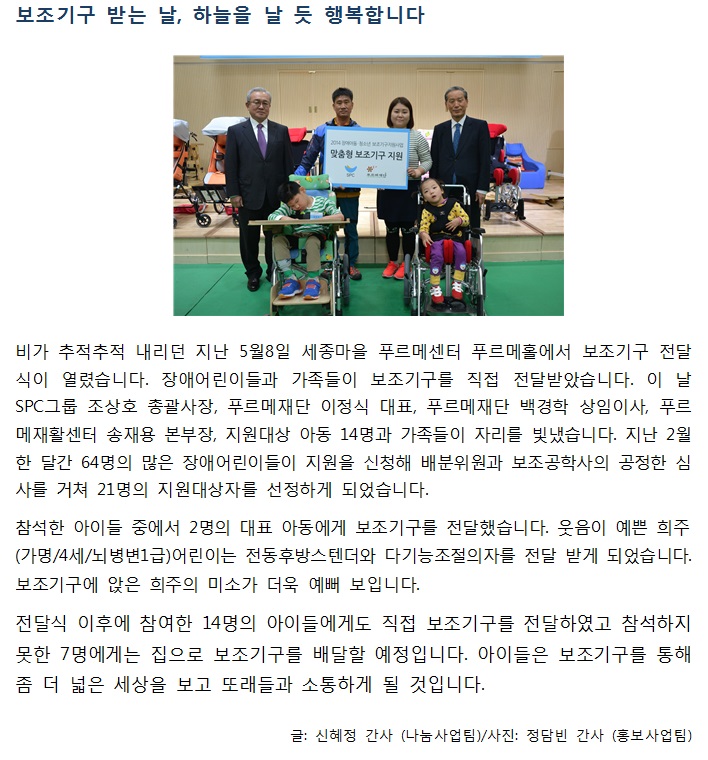 보조기구 받는 날, 하늘을 날 듯 행복합니다
2014 장애아동 청소년 보조기구지원사업
맞춤형 보조기구 지원
SPC 푸르메재단
비가 추적추적 내리던 지난 5월8일 세종마을 푸르메센터 푸르메홀에서 보조기구 전달
식이 열렸습니다. 장애어린이들과 가족들이 보조기구를 직접 전달받았습니다. 이 날
SPC그룹 조상호 총괄사장, 푸르메재단 이정식 대표, 푸르메재단 백경학 상임이사, 푸르
메재활센터 송재용 본부장, 지원대상 아동 14명과 가족들이 자리를 빛냈습니다. 지난 2월
한 달간 64명의 많은 장애어린이들이 지원을 신청해 배분위원과 보조공학사의 공정한 심
사를 거쳐 21명의 지원대상자를 선정하게 되었습니다.
참석한 아이들 중에서 2명의 대표 아동에게 보조기구를 전달했습니다. 웃음이 예쁜 희주
(가명/4세/뇌병변1급)어린이는 전동후방스텐더와 다기능조절의자를 전달 받게 되었습니다.
보조기구에 앉은 희주의 미소가 더욱 예뻐 보입니다.
전달식 이후에 참여한 14명의 아이들에게도 직접 보조기구를 전달하였고 참석하지
못한 7명에게는 집으로 보조기구를 배달할 예정입니다. 아이들은 보조기구를 통해
좀 더 넓은 세상을 보고 또래들과 소통하게 될 것입니다.
글: 신혜정 간사 (나눔사업팀)/사진: 정담빈 간사 (홍보사업팀)